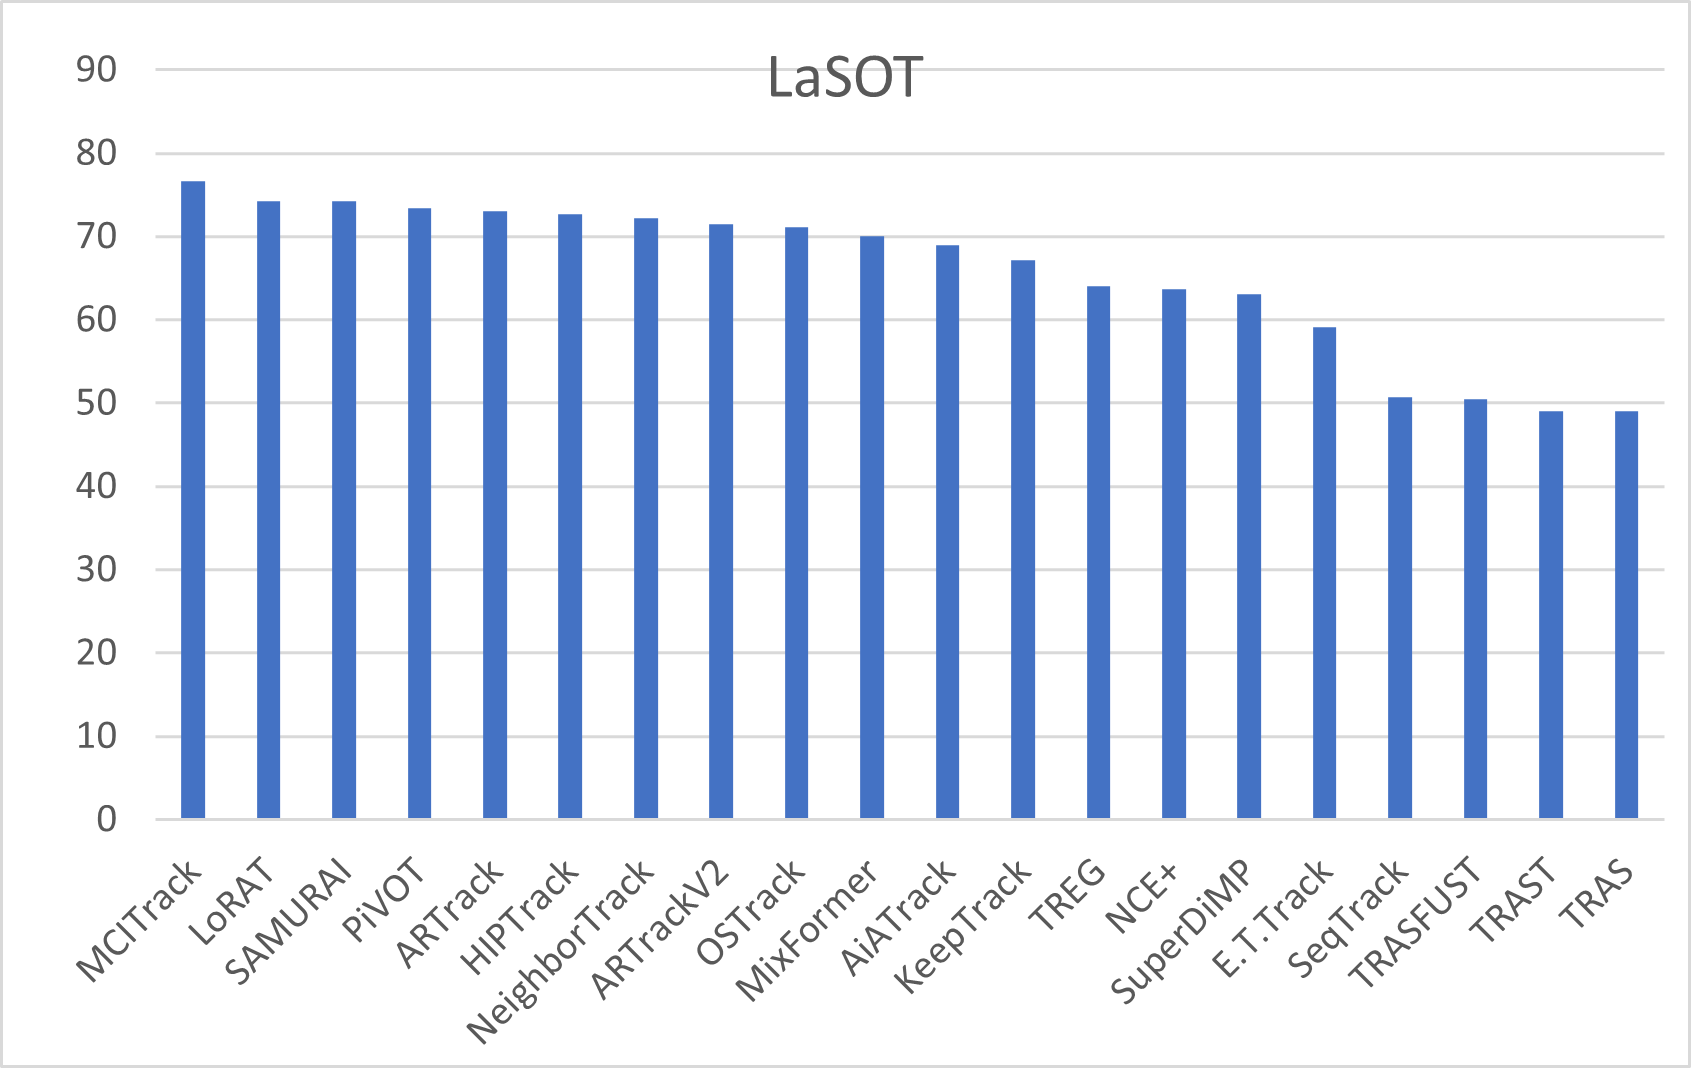 LaSOT
90
80
70
60
50
40
30
20
10
0
MCITrack
LoRAT
SAMURAI
PiVOT
ARTrack
HIPTrack
NeighborTrack
ARTrackV2
OSTrack
MixFormer
AiATrack
KeepTrack
TREG
NCE+
SuperDiMP
E.T.Track
SeqTrack
TRASFUST
TRAST
TRAS